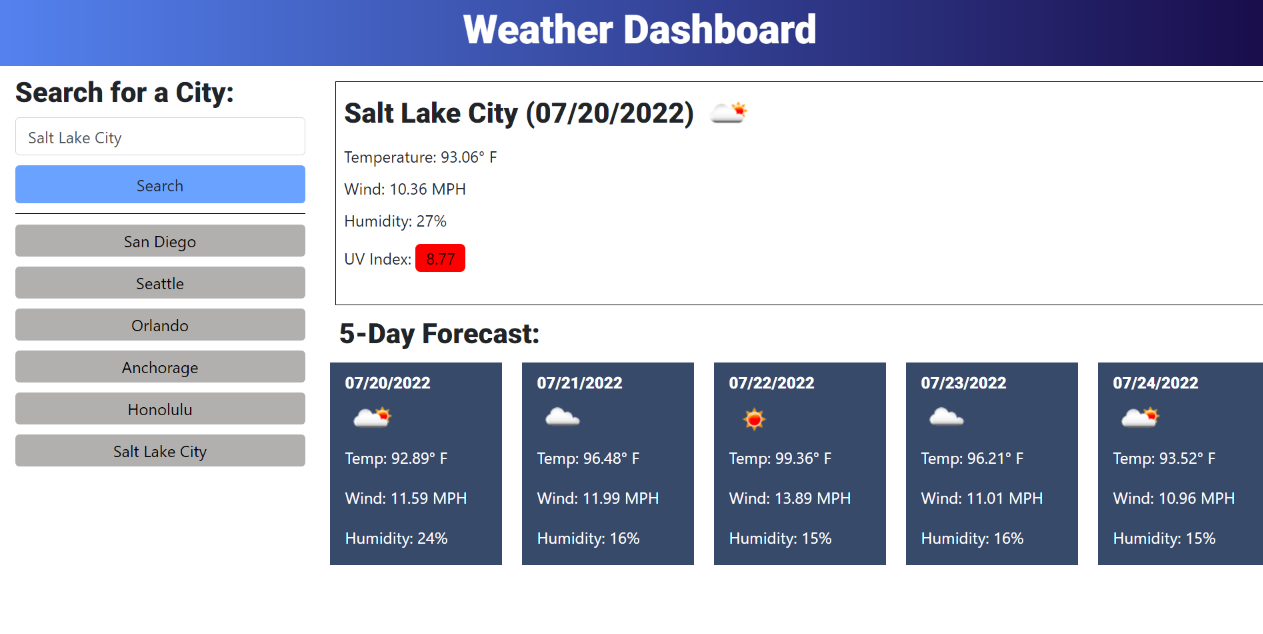 Weather Dashboard
Search for a City:
Salt Lake City
Search
San Diego
Seattle
Orlando
Anchorage
Honolulu
Salt Lake City
Salt Lake City (07/20/2022)
Temperature: 93.06° F
Wind: 10.36 MPH
Humidity: 27%
UV Index: 8.77
5-Day Forecast:
07/20/2022
Temp: 92.89° F
Wind: 11.59 MPH
Humidity: 24%
07/21/2022
Temp: 96.48° F
Wind: 11.99 MPH
Humidity: 16%
07/22/2022
Temp: 99.36° F
Wind: 13.89 MPH
Humidity: 15%
07/23/2022
Temp: 96.21° F
Wind: 11.01 MPH
Humidity: 16%
07/24/2022
Temp: 93.52° F
Wind: 10.96 MPH
Humidity: 15%